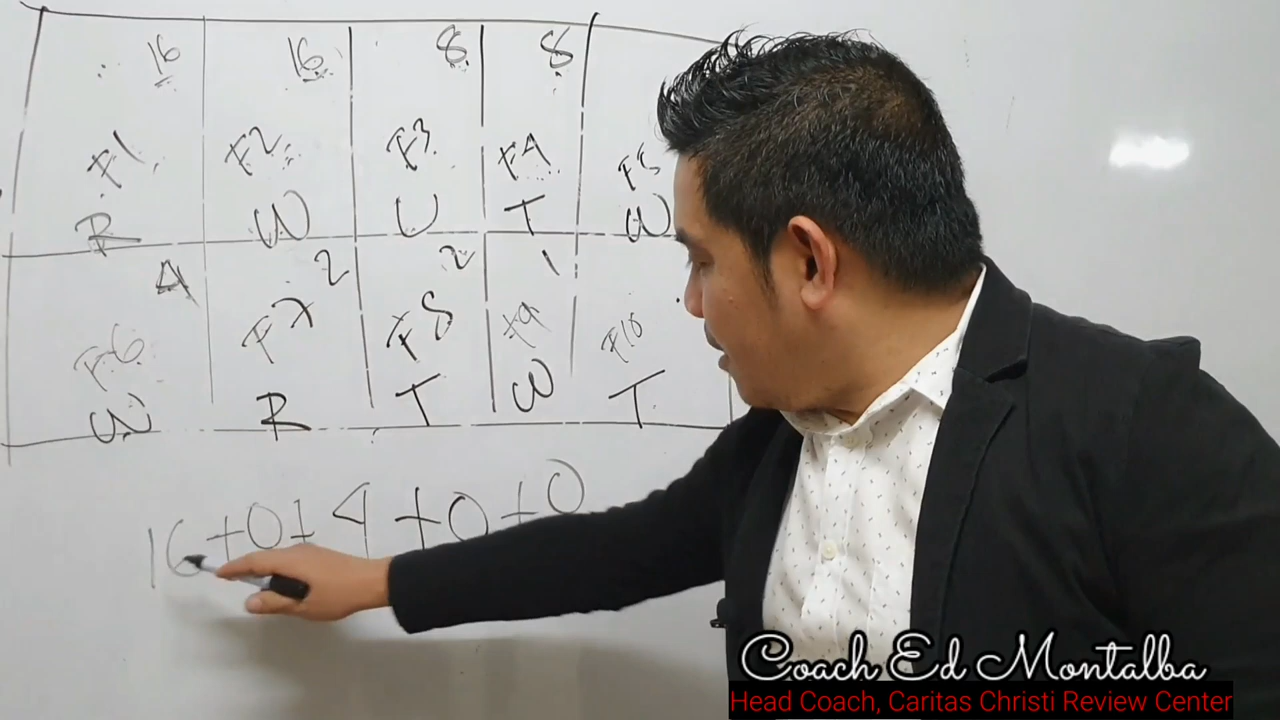 16 16 8 8
F1 F2 F3 F4 F5
R W U T W
4 2 2 1
F6 F7 F8 F9 F10
W R T W T
16+0+4+0+0
Coach Ed Montalba
Head Coach, Caritas Christi Review Center